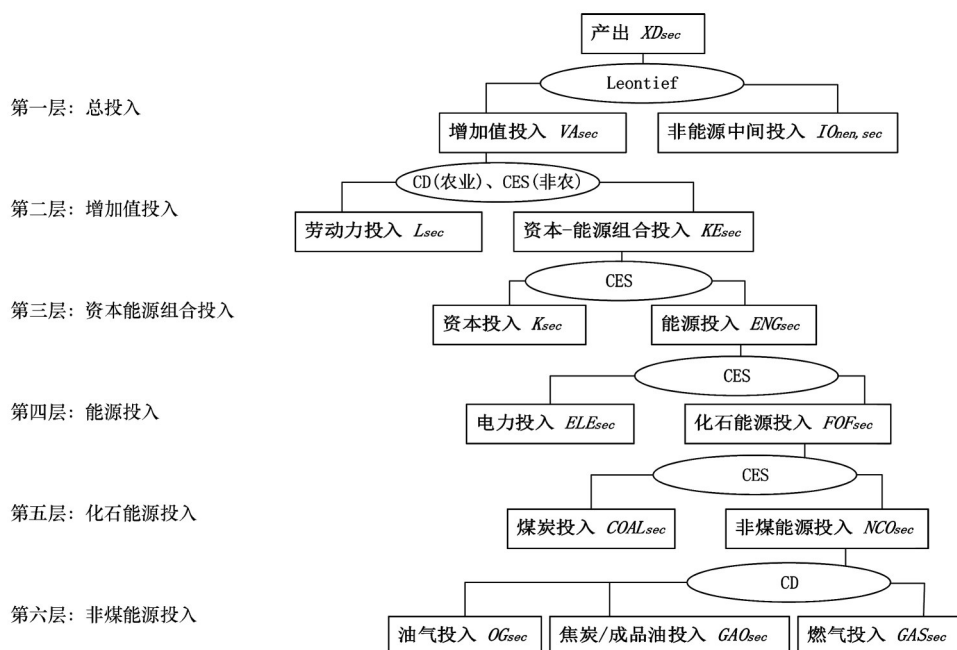 产出 XDsec
Leontief
第一层：总投入
增加值投入 VAsec
非能源中间投入 IOnen,sec
CD(农业)、CES(非农)
第二层：增加值投入
劳动力投入 Lsec
资本-能源组合投入 KEsec
CES
第三层：资本能源组合投入
资本投入 Ksec
能源投入 ENGsec
CES
第四层：能源投入
电力投入 ELEsec
化石能源投入 FOFsec
CES
第五层：化石能源投入
煤炭投入 COALsec
非煤能源投入 NCOsec
CD
第六层：非煤能源投入
油气投入 OGsec
焦炭/成品油投入 GAOsec
燃气投入 GASsec